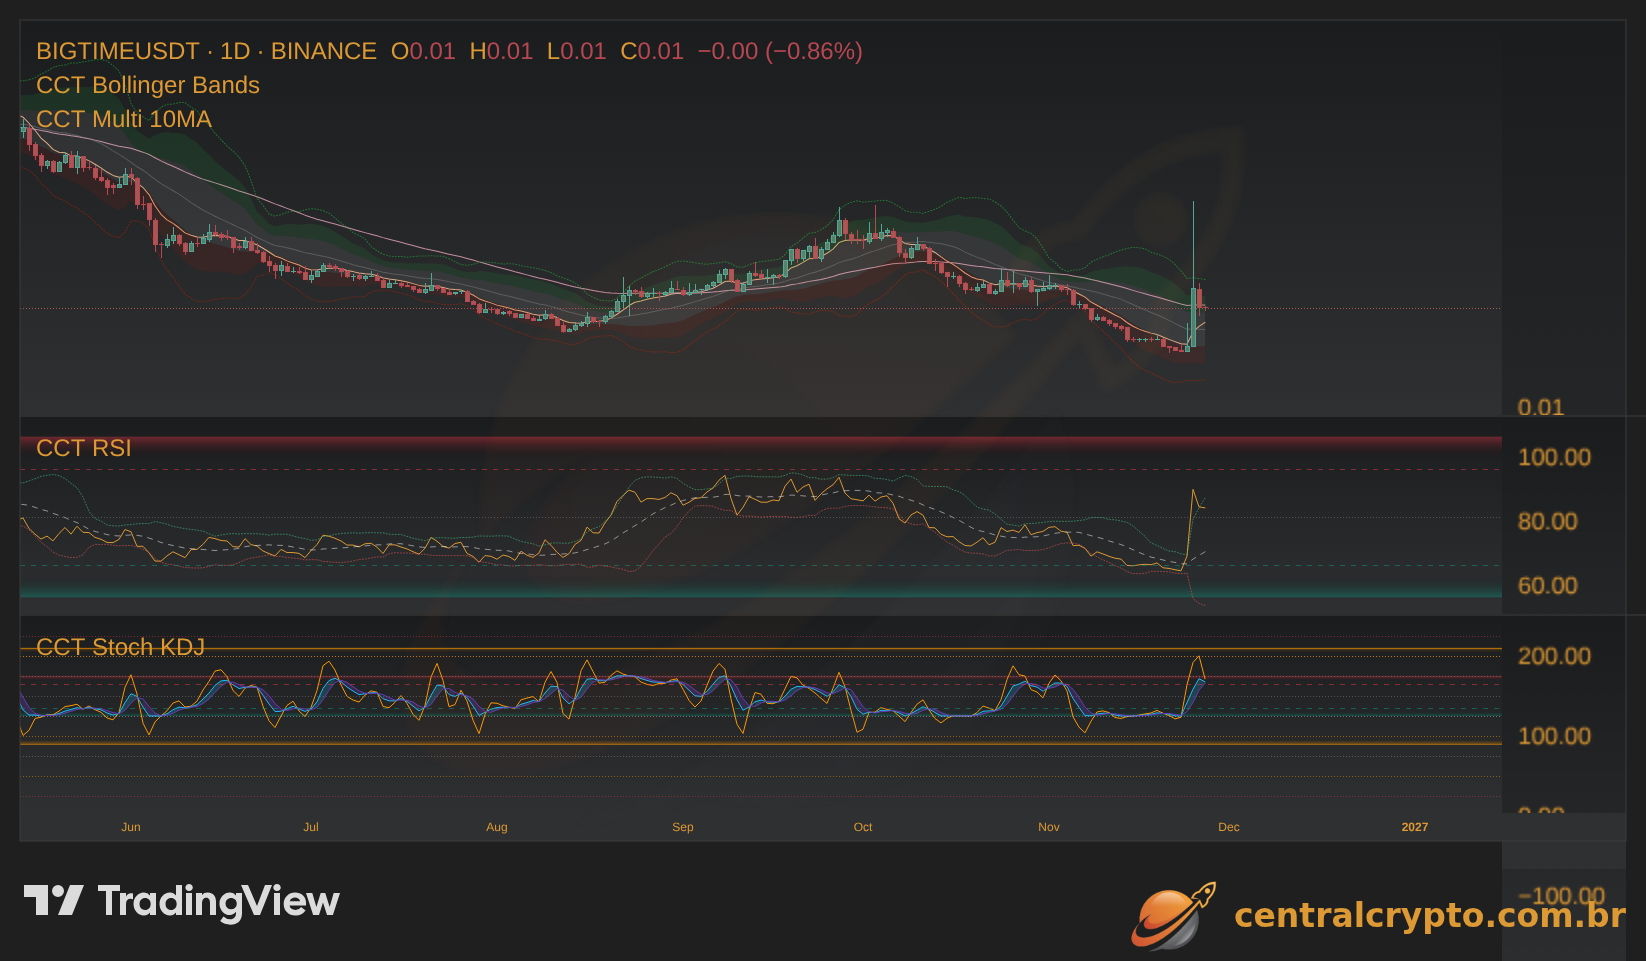 BIGTIMEUSDT · 1D · BINANCE O0.01 H0.01 L0.01 C0.01 −0.00 (−0.86%)
CCT Bollinger Bands
CCT Multi 10MA
0.01
CCT RSI
100.00
80.00
60.00
CCT Stoch KDJ
200.00
100.00
0.00
Jun Jul Aug Sep Oct Nov Dec 2027
−100.00
TradingView
centralcrypto.com.br